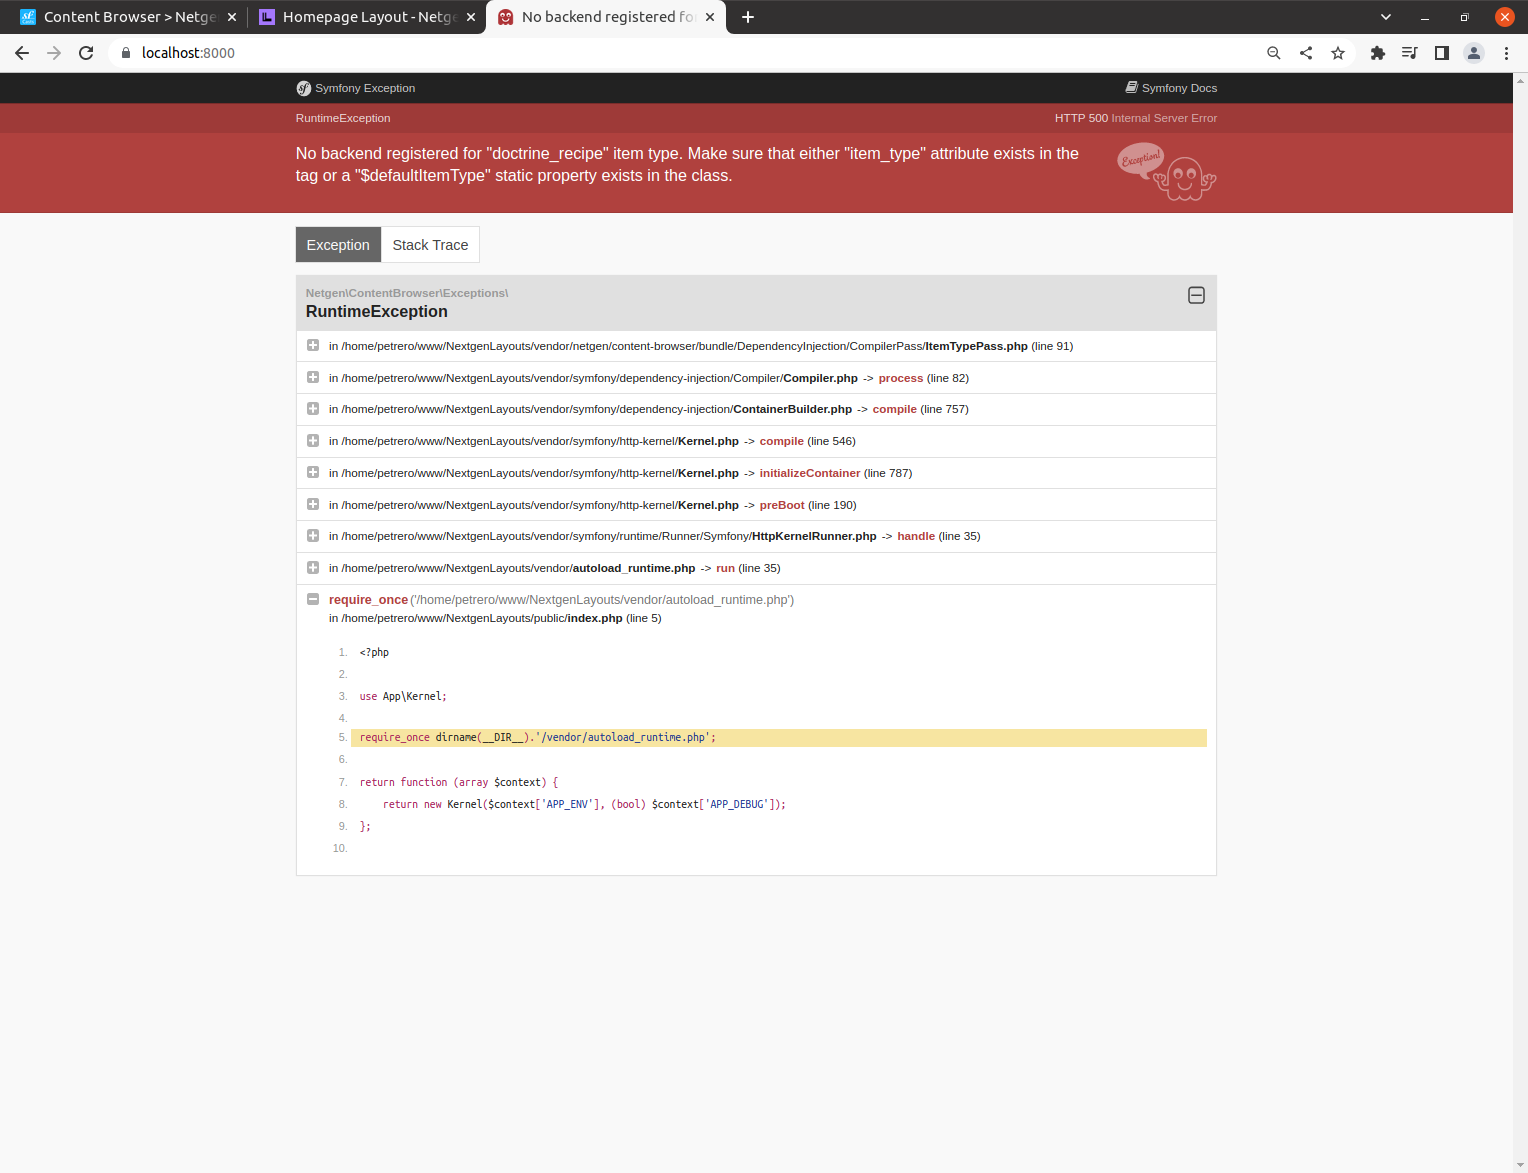 Content Browser > Netge
Homepage Layout - Netge
No backend registered fo
localhost:8000
Symfony Exception
Symfony Docs
RuntimeException
HTTP 500 Internal Server Error
No backend registered for "doctrine_recipe" item type. Make sure that either "item_type" attribute exists in the
tag or a "$defaultItemType" static property exists in the class.
Exception!
Exception
Stack Trace
Netgen\ContentBrowser\Exceptions\
RuntimeException
in /home/petrero/www/NextgenLayouts/vendor/netgen/content-browser/bundle/DependencyInjection/CompilerPass/ItemTypePass.php (line 91)
in /home/petrero/www/NextgenLayouts/vendor/symfony/dependency-injection/Compiler/Compiler.php -> process (line 82)
in /home/petrero/www/NextgenLayouts/vendor/symfony/dependency-injection/ContainerBuilder.php -> compile (line 757)
in /home/petrero/www/NextgenLayouts/vendor/symfony/http-kernel/Kernel.php -> compile (line 546)
in /home/petrero/www/NextgenLayouts/vendor/symfony/http-kernel/Kernel.php -> initializeContainer (line 787)
in /home/petrero/www/NextgenLayouts/vendor/symfony/http-kernel/Kernel.php -> preBoot (line 190)
in /home/petrero/www/NextgenLayouts/vendor/symfony/runtime/Runner/Symfony/HttpKernelRunner.php -> handle (line 35)
in /home/petrero/www/NextgenLayouts/vendor/autoload_runtime.php -> run (line 35)
require_once('/home/petrero/www/NextgenLayouts/vendor/autoload_runtime.php')
in /home/petrero/www/NextgenLayouts/public/index.php (line 5)
1. <?php
2.
3. use App\Kernel;
4.
5. require_once dirname(__DIR__).'/vendor/autoload_runtime.php';
6.
7. return function (array $context) {
8.     return new Kernel($context['APP_ENV'], (bool) $context['APP_DEBUG']);
9. };
10.